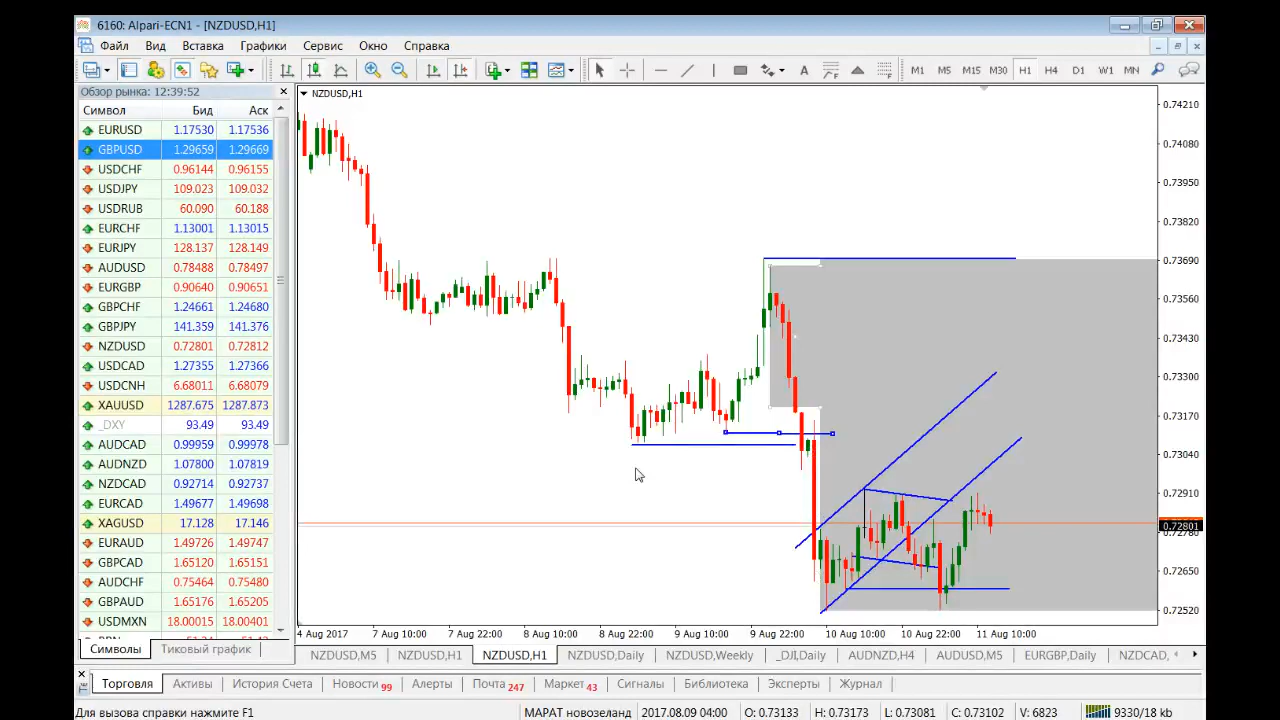 6160: Alpari-ECN1 - [NZDUSD,H1]
Файл Вид Вставка Графики Сервис Окно Справка
A M1 M5 M15 M30 H1 H4 D1 W1 MN
Обзор рынка: 12:39:52
Символ Бид Аск
EURUSD 1.17530 1.17536
GBPUSD 1.29659 1.29669
USDCHF 0.96144 0.96155
USDJPY 109.023 109.032
USDRUB 60.090 60.188
EURCHF 1.13001 1.13015
EURJPY 128.137 128.149
AUDUSD 0.78488 0.78497
EURGBP 0.90640 0.90651
GBPCHF 1.24661 1.24680
GBPJPY 141.359 141.376
NZDUSD 0.72801 0.72812
USDCAD 1.27355 1.27366
USDCNH 6.68011 6.68079
XAUUSD 1287.675 1287.873
_DXY 93.49 93.49
AUDCAD 0.99959 0.99978
AUDNZD 1.07800 1.07819
NZDCAD 0.92714 0.92737
EURCAD 1.49677 1.49698
XAGUSD 17.128 17.146
EURAUD 1.49726 1.49747
GBPCAD 1.65120 1.65151
AUDCHF 0.75464 0.75480
GBPAUD 1.65176 1.65205
USDMXN 18.00015 18.00401
Символы Тиковый график
NZDUSD,H1
0.74210
0.74080
0.73950
0.73820
0.73690
0.73560
0.73430
0.73300
0.73170
0.73040
0.72910
0.72801
0.72780
0.72650
0.72520
4 Aug 2017 7 Aug 10:00 7 Aug 22:00 8 Aug 10:00 8 Aug 22:00 9 Aug 10:00 9 Aug 22:00 10 Aug 10:00 10 Aug 22:00 11 Aug 10:00
NZDUSD,M5 NZDUSD,H1 NZDUSD,H1 NZDUSD,Daily NZDUSD,Weekly _DJI,Daily AUDNZD,H4 AUDUSD,M5 EURGBP,Daily NZDCAD,
Торговля Активы История Счета Новости 99 Алерты Почта 247 Маркет 43 Сигналы Библиотека Эксперты Журнал
Для вызова справки нажмите F1 МАРАТ новозеланд 2017.08.09 04:00 O: 0.73133 H: 0.73173 L: 0.73081 C: 0.73102 V: 6823 9330/18 kb